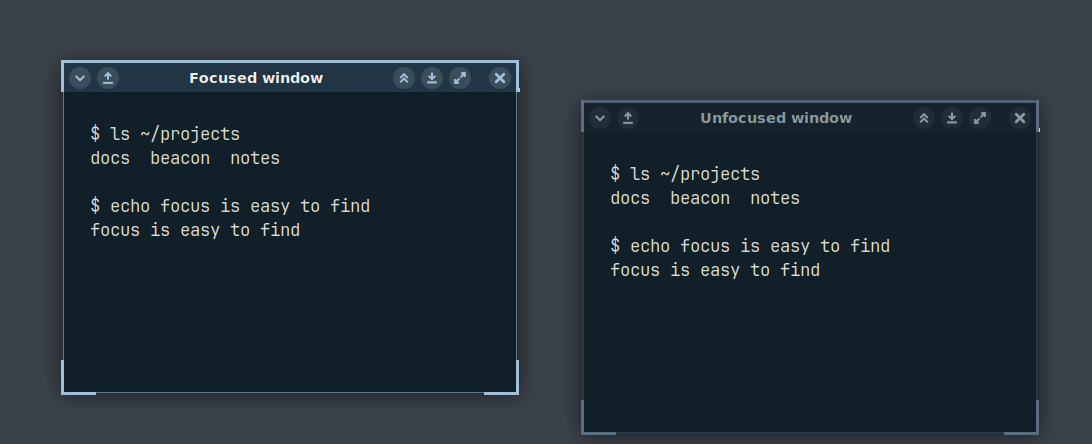 Focused window
$ ls ~/projects
docs  beacon  notes
$ echo focus is easy to find
focus is easy to find
Unfocused window
$ ls ~/projects
docs  beacon  notes
$ echo focus is easy to find
focus is easy to find